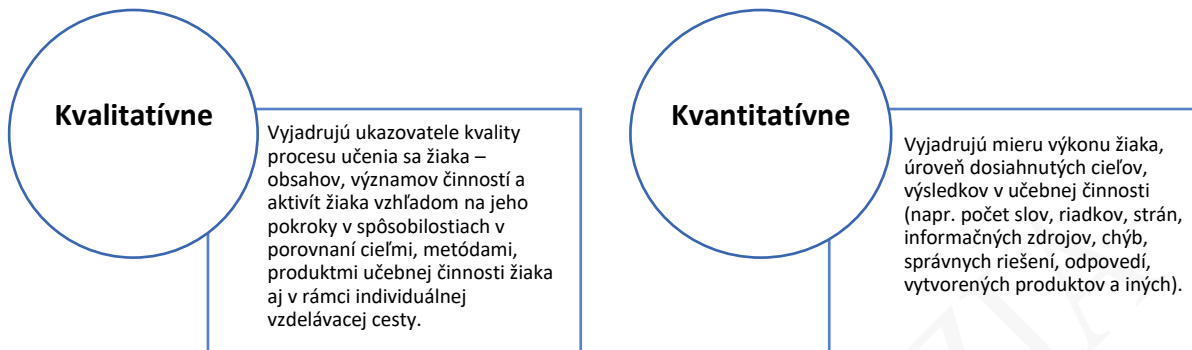 Kvalitatívne
Vyjadrujú ukazovatele kvality
procesu učenia sa žiaka –
obsahov, významov činností a
aktivít žiaka vzhľadom na jeho
pokroky v spôsobilostiach v
porovnaní cieľmi, metódami,
produktmi učebnej činnosti žiaka
aj v rámci individuálnej
vzdelávacej cesty.
Kvantitatívne
Vyjadrujú mieru výkonu žiaka,
úroveň dosiahnutých cieľov,
výsledkov v učebnej činnosti
(napr. počet slov, riadkov, strán,
informačných zdrojov, chýb,
správnych riešení, odpovedí,
vytvorených produktov a iných).